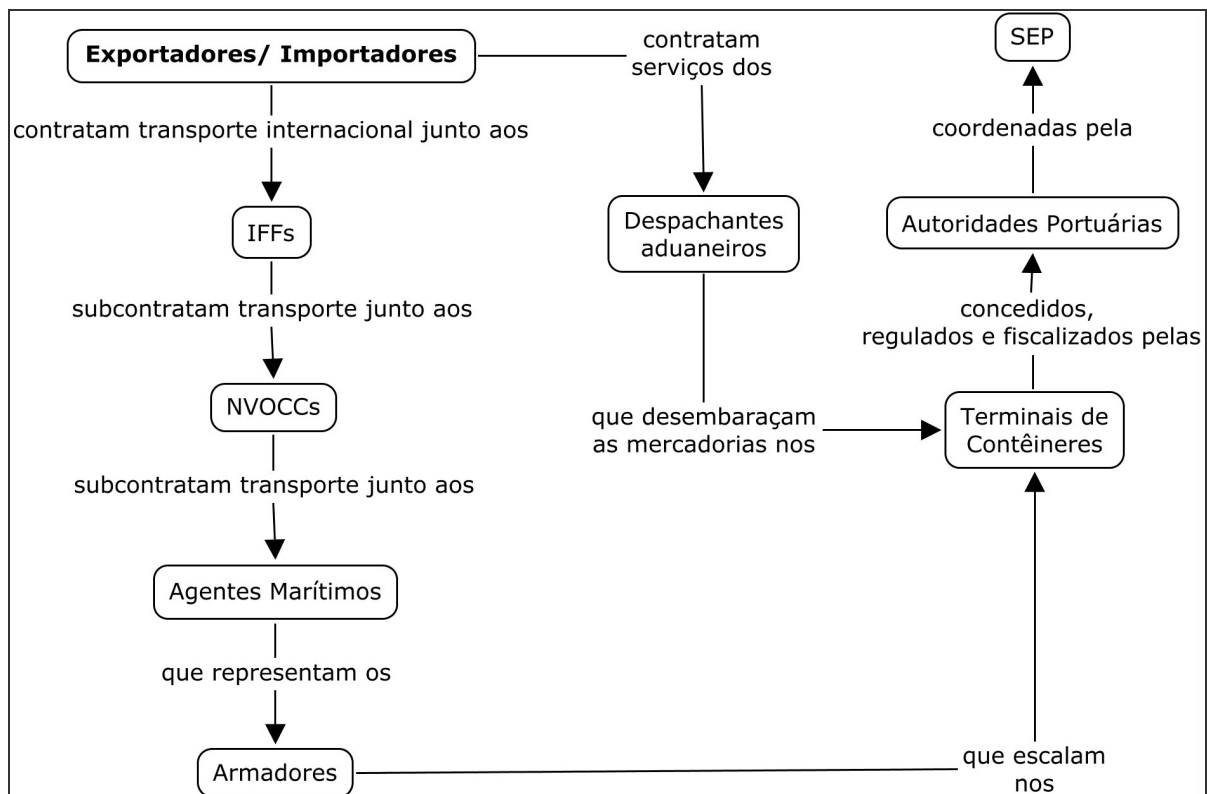 Exportadores/ Importadores
contratam
serviços dos
SEP
contratam transporte internacional junto aos
coordenadas pela
IFFs
Despachantes
aduaneiros
Autoridades Portuárias
subcontratam transporte junto aos
concedidos,
regulados e fiscalizados pelas
NVOCCs
que desembaraçam
as mercadorias nos
Terminais de
Contêineres
subcontratam transporte junto aos
Agentes Marítimos
que representam os
Armadores
que escalam
nos